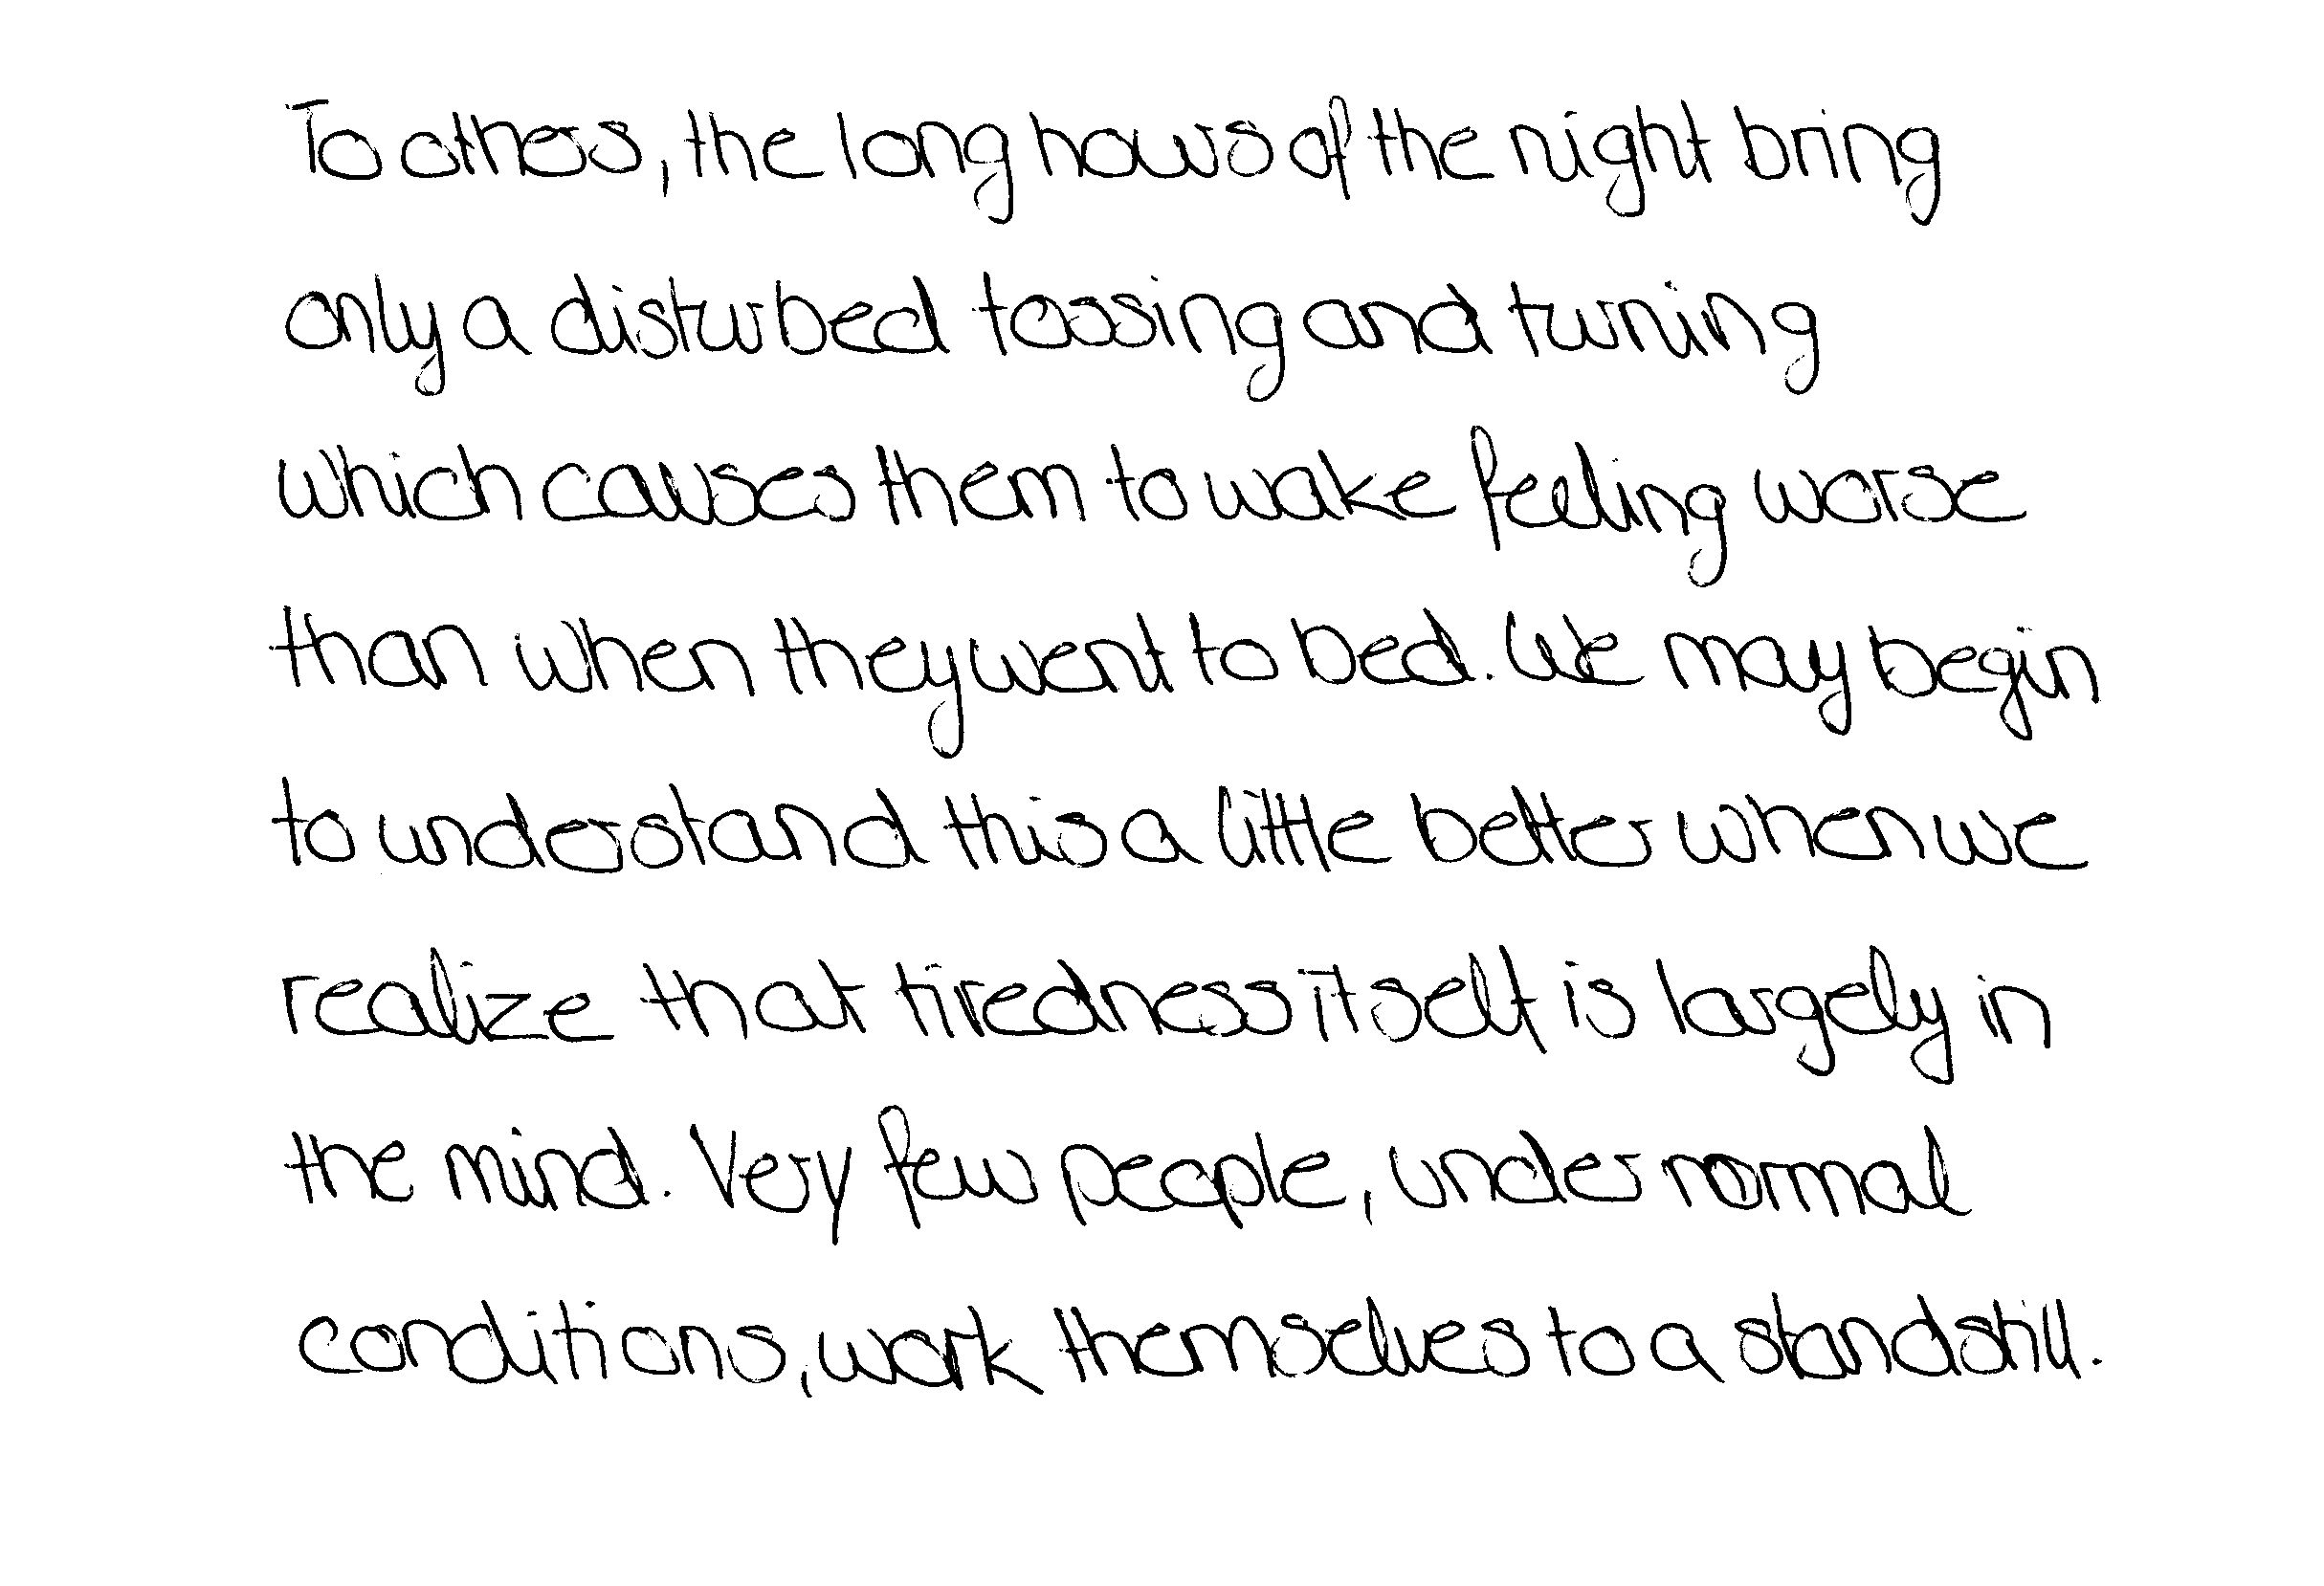 To others, the long hours of the night bring
only a disturbed tossing and turning
which causes them to wake feeling worse
than when they went to bed. We may begin
to understand this a little better when we
realize that tiredness itself is largely in
the mind. Very few people, under normal
conditions, work themselves to a standstill.